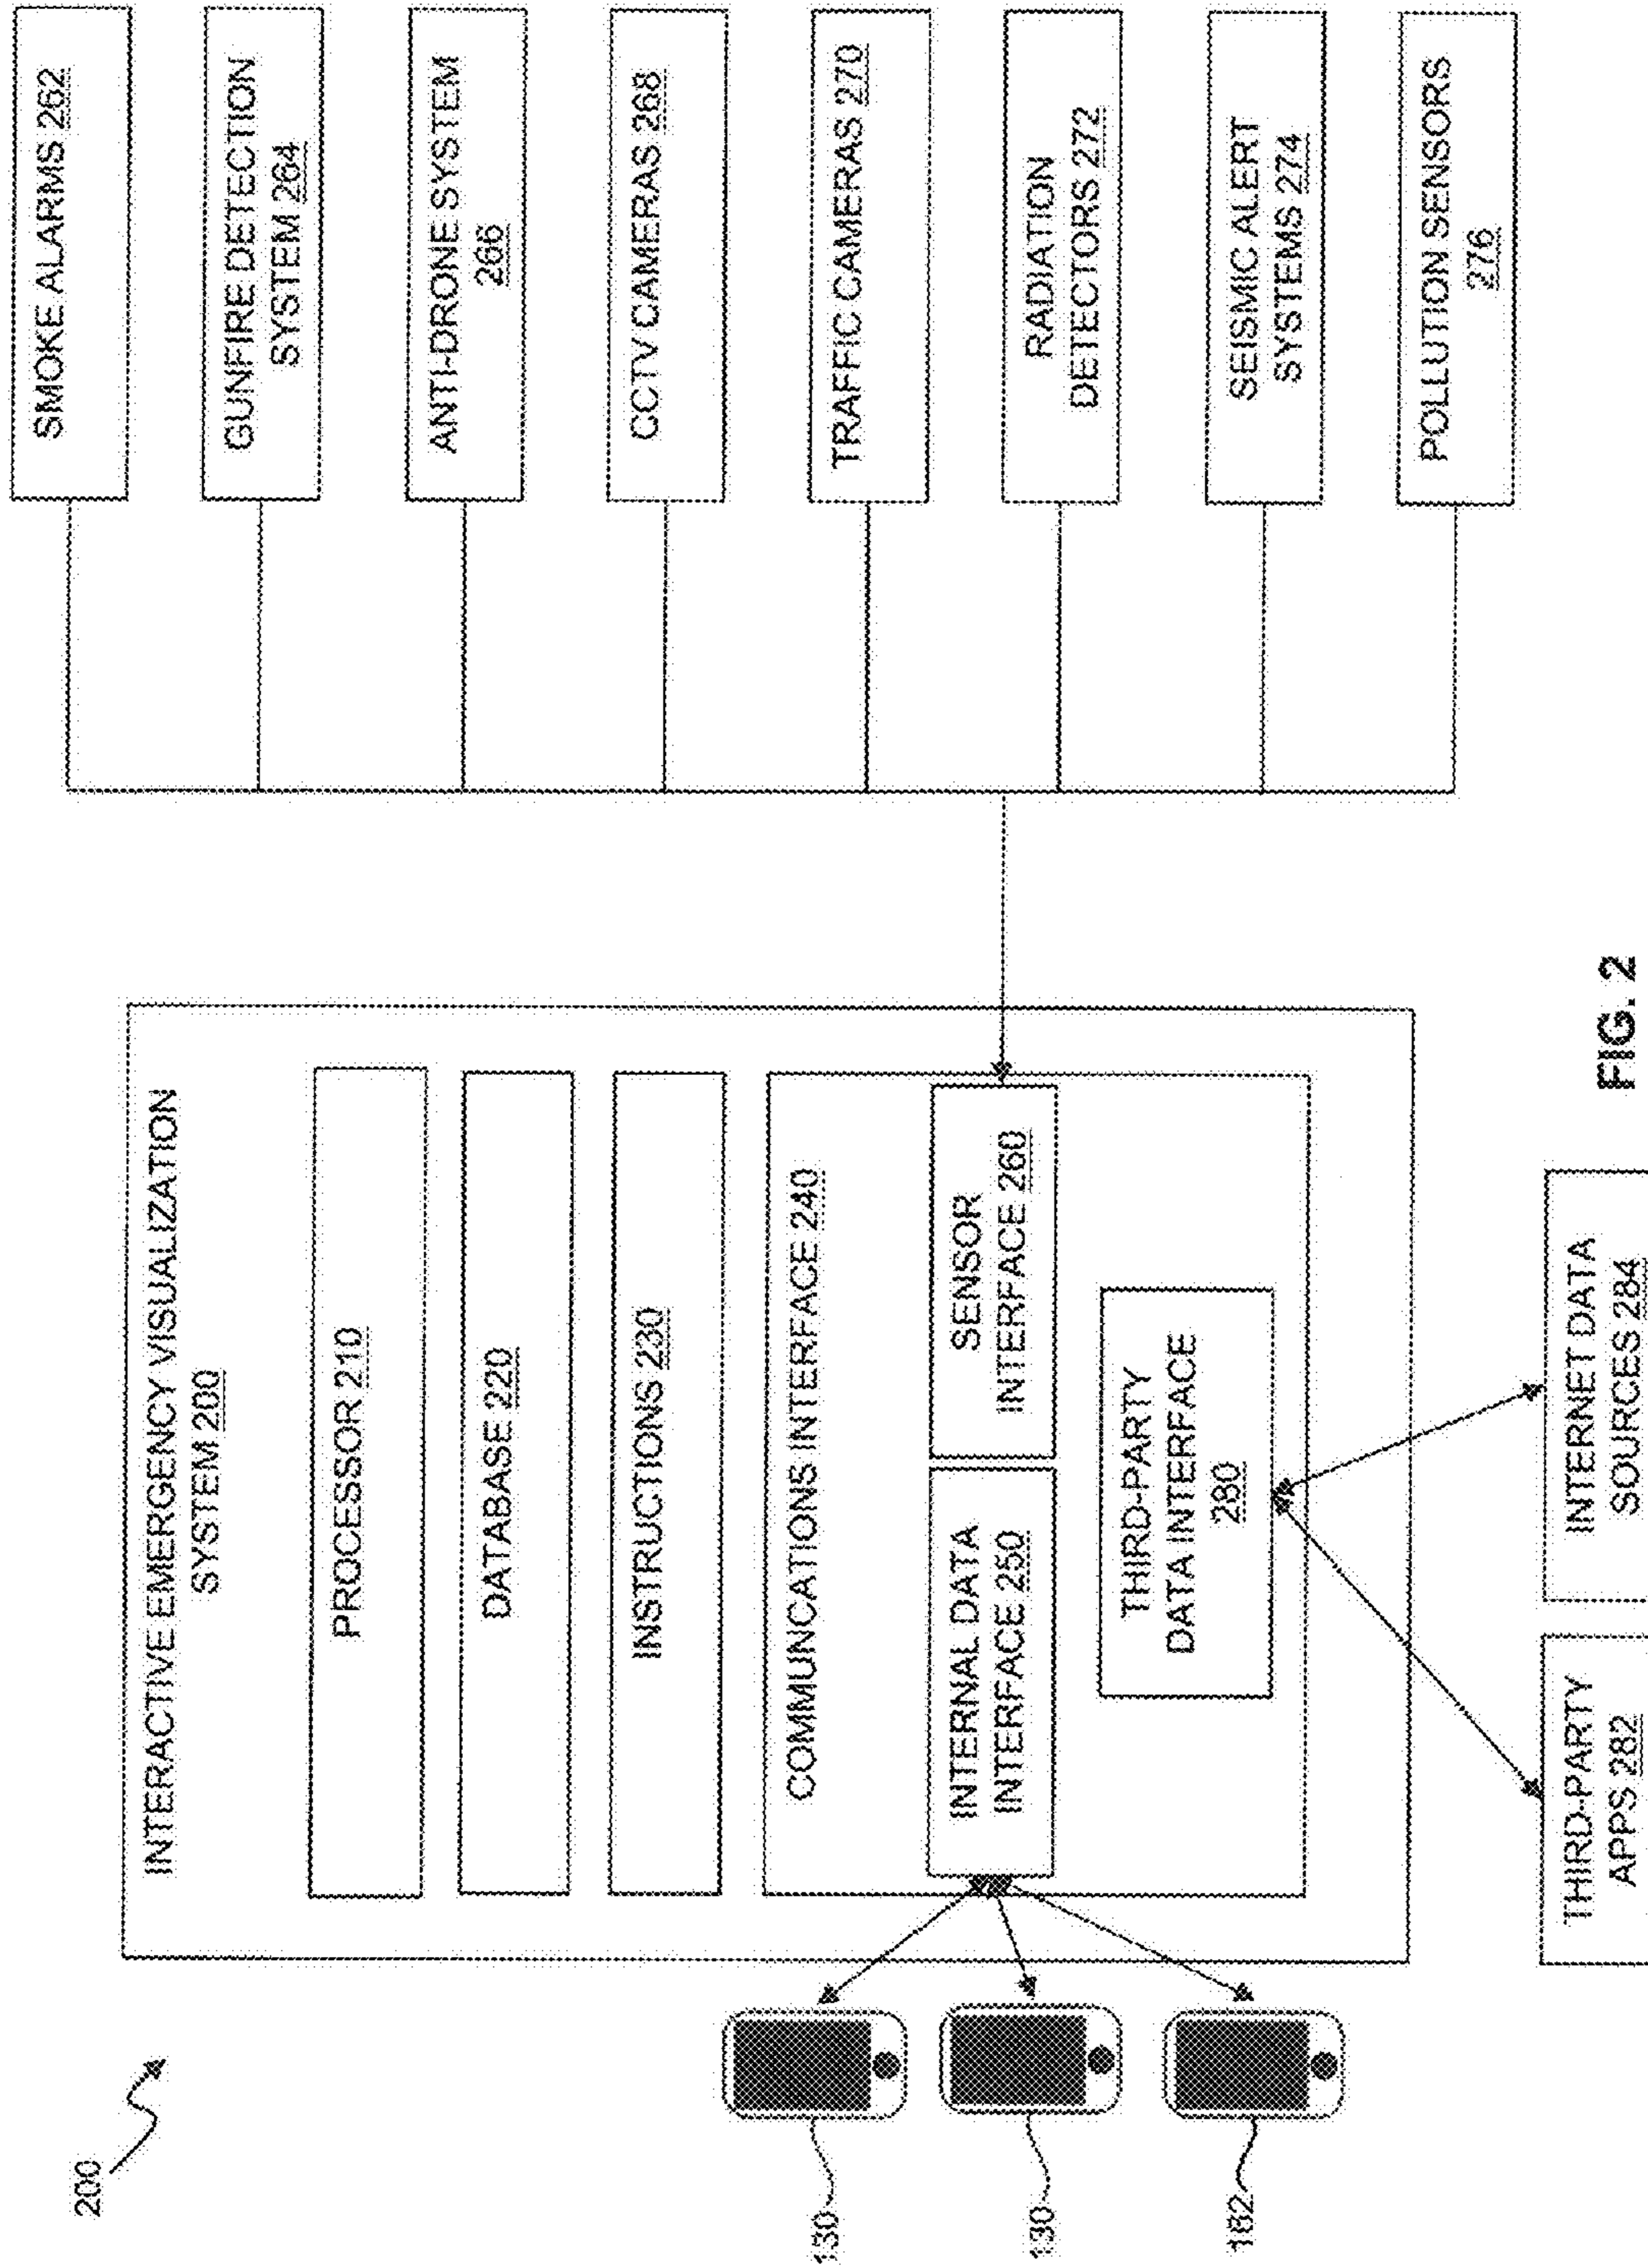 200
INTERACTIVE EMERGENCY VISUALIZATION
SYSTEM 200
PROCESSOR 210
DATABASE 220
INSTRUCTIONS 230
COMMUNCATIONS INTERFACE 240
INTERNAL DATA
INTERFACE 250
SENSOR
INTERFACE 260
THIRD-PARTY
DATA INTERFACE
280
130
130
182
THIRD-PARTY
APPS 282
INTERNET DATA
SOURCES 284
SMOKE ALARMS 262
GUNFIRE DETECTION
SYSTEM 264
ANTI-DRONE SYSTEM
266
CCTV CAMERAS 268
TRAFFIC CAMERAS 270
RADIATION
DETECTORS 272
SEISMIC ALERT
SYSTEMS 274
POLLUTION SENSORS
276
FIG. 2